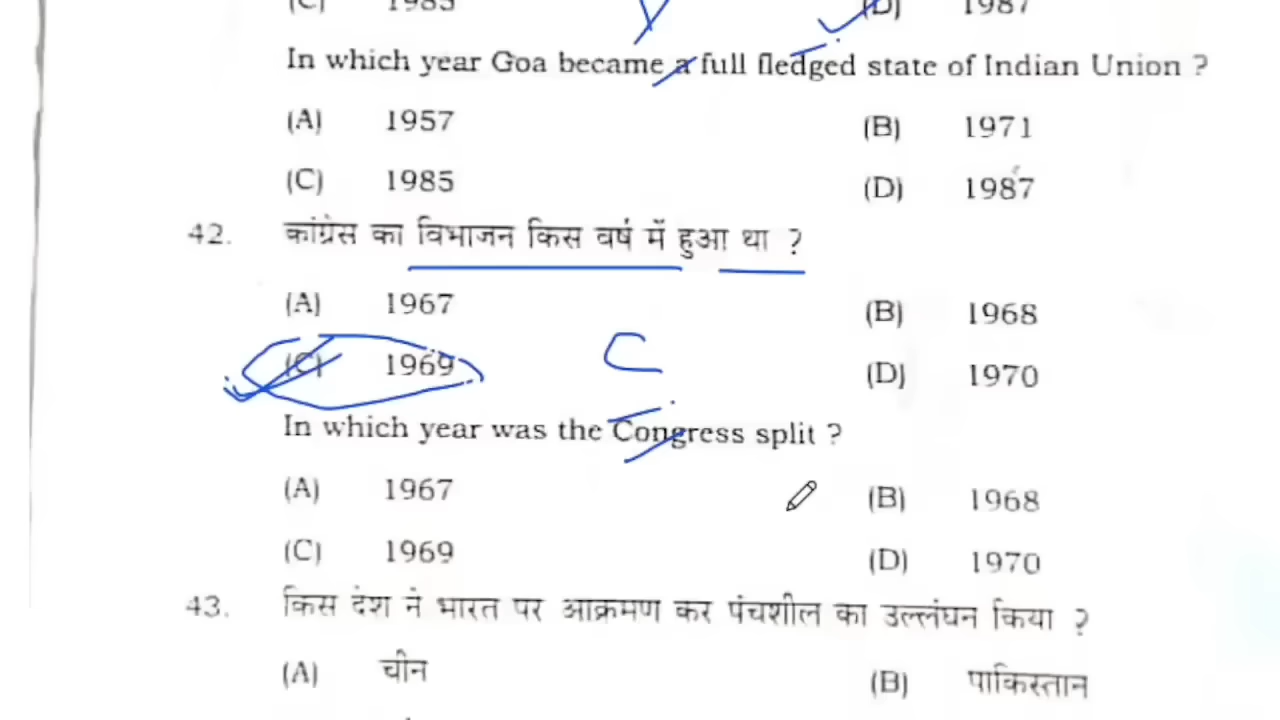 (C) 1985 (D) 1987
In which year Goa became a full fledged state of Indian Union ?
(A) 1957 (B) 1971
(C) 1985 (D) 1987
42. कांग्रेस का विभाजन किस वर्ष में हुआ था ?
(A) 1967 (B) 1968
(C) 1969 (D) 1970
C
In which year was the Congress split ?
(A) 1967 (B) 1968
(C) 1969 (D) 1970
43. किस देश ने भारत पर आक्रमण कर पंचशील का उल्लंघन किया ?
(A) चीन (B) पाकिस्तान